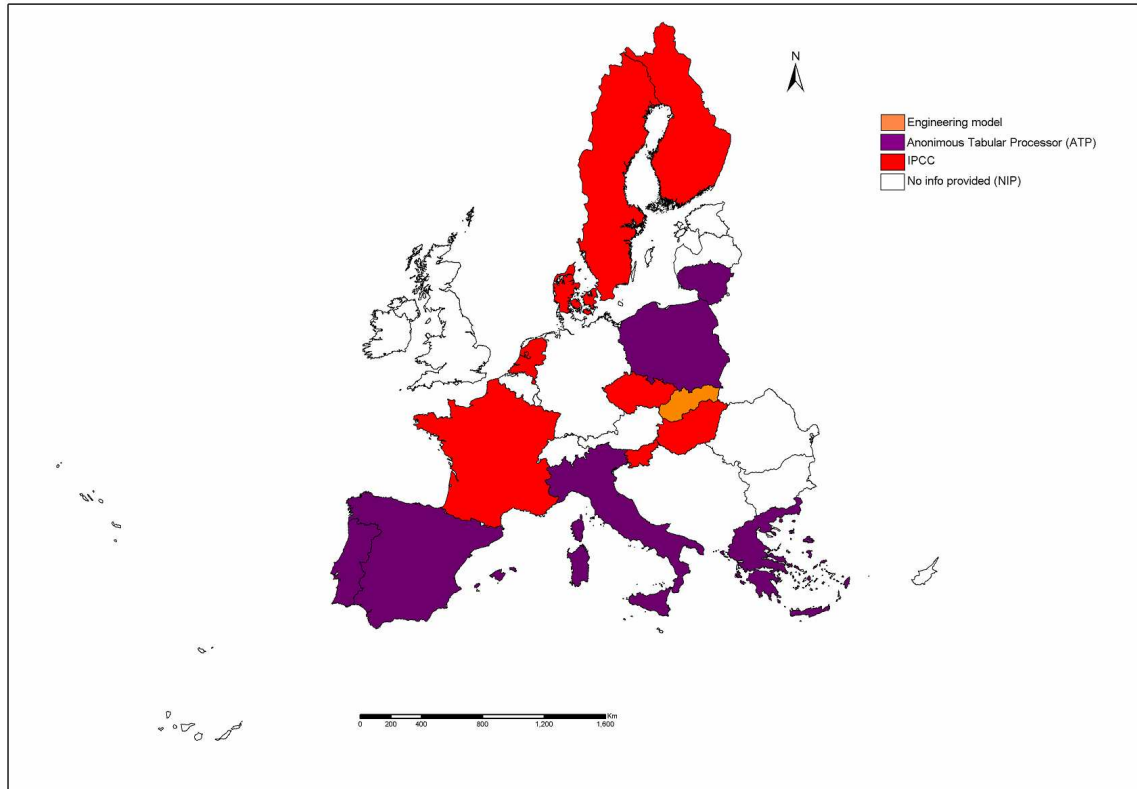 N
Engineering model
Anonimous Tabular Processor (ATP)
IPCC
No info provided (NIP)
Km
0 200 400 800 1,200 1,600